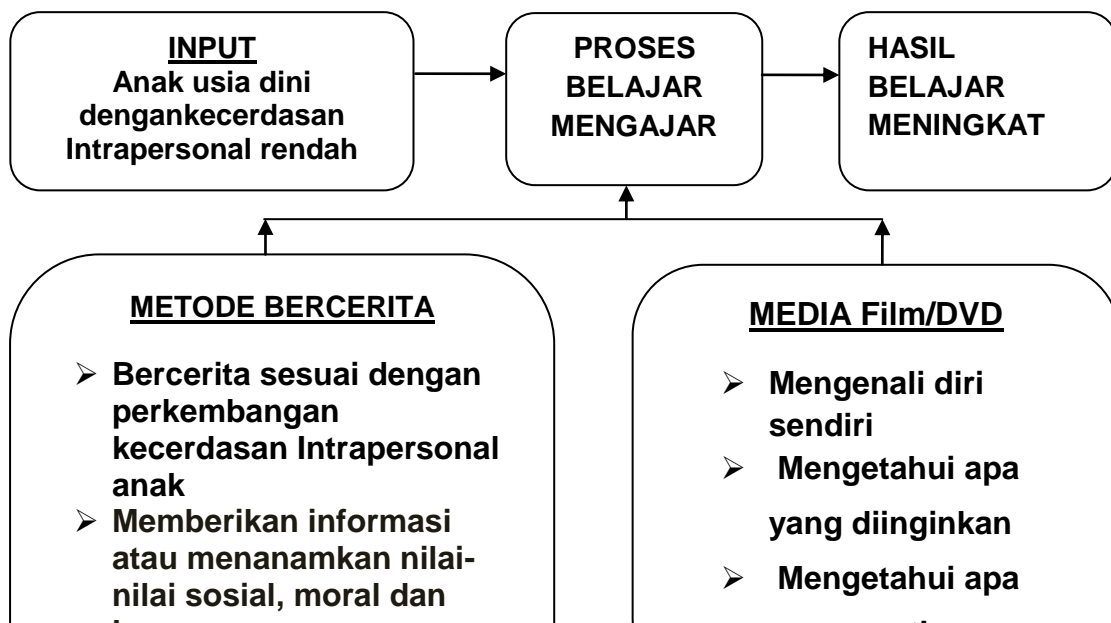 INPUT
Anak usia dini
dengankecerdasan
Intrapersonal rendah
PROSES
BELAJAR
MENGAJAR
HASIL
BELAJAR
MENINGKAT
METODE BERCERITA
➢ Bercerita sesuai dengan
perkembangan
kecerdasan Intrapersonal
anak
➢ Memberikan informasi
atau menanamkan nilai-
nilai sosial, moral dan
MEDIA Film/DVD
➢ Mengenali diri
sendiri
➢ Mengetahui apa
yang diinginkan
➢ Mengetahui apa